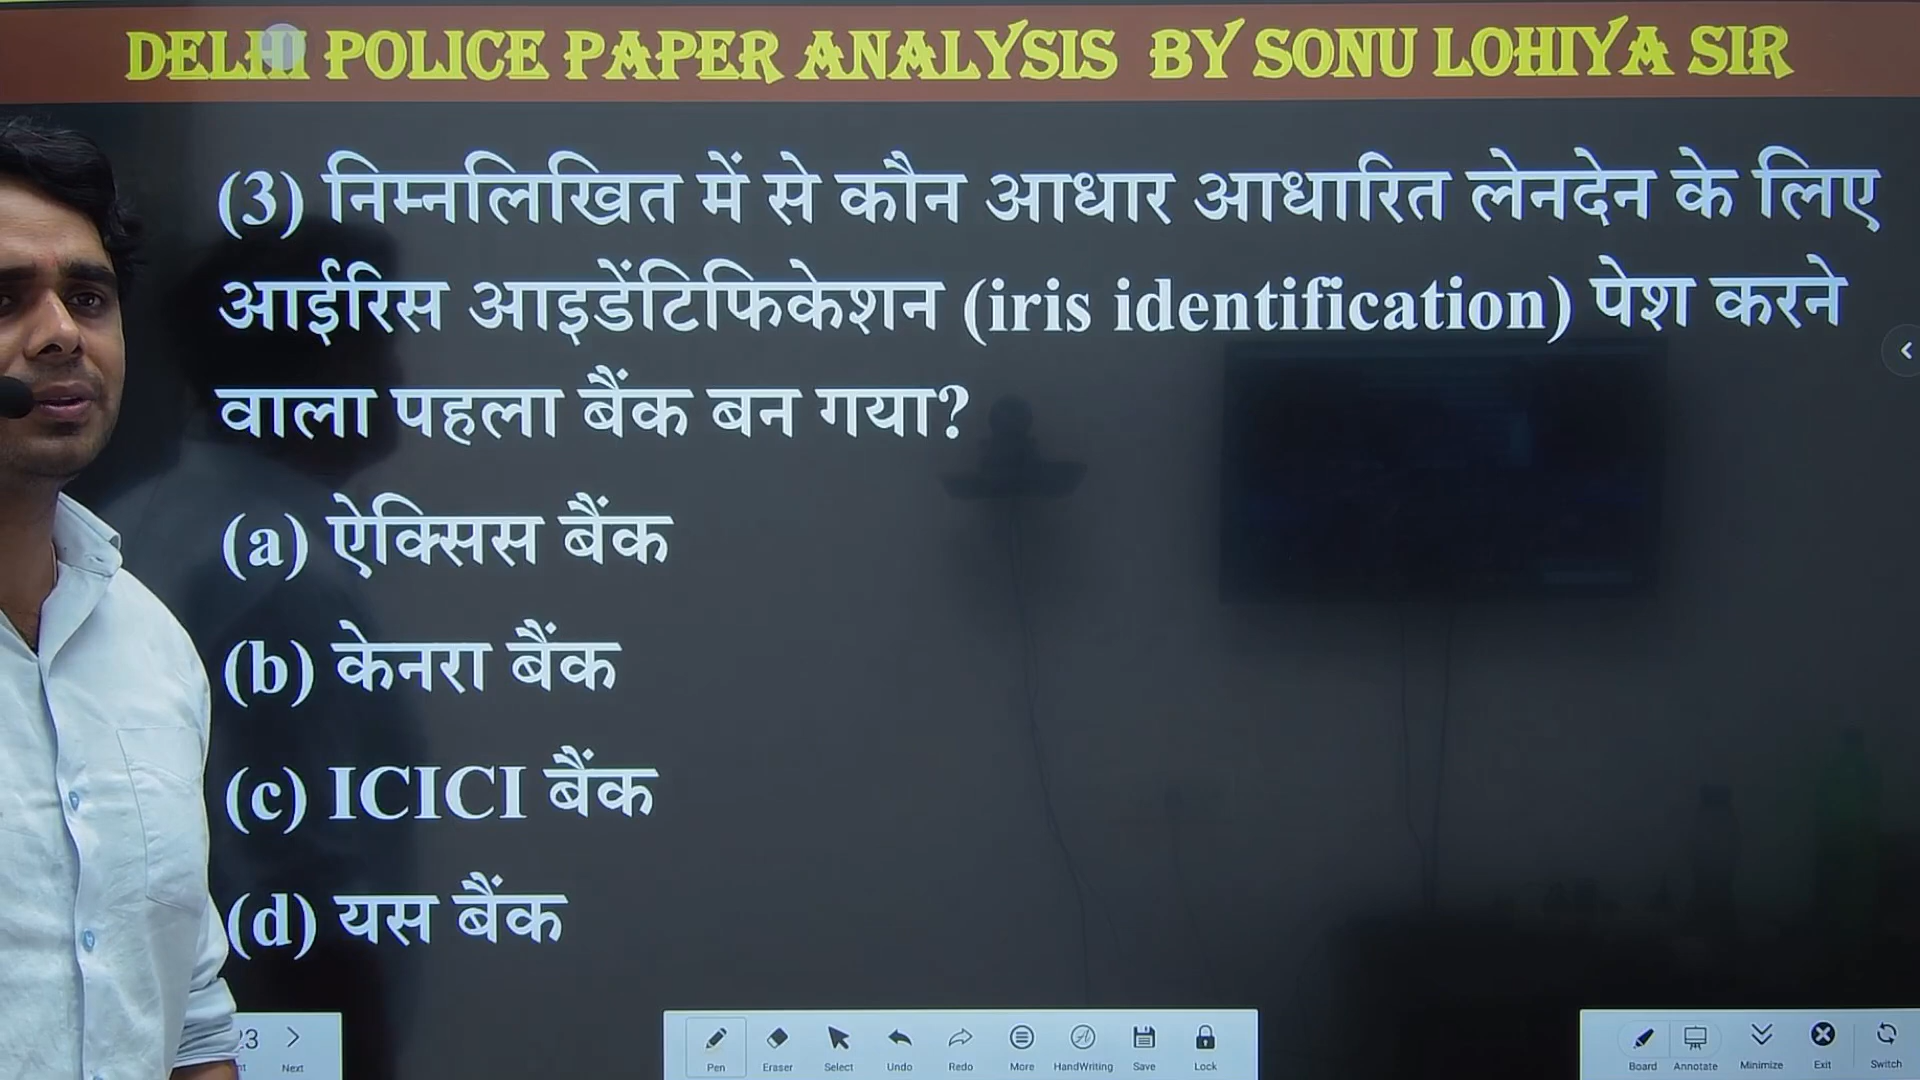 DELHI POLICE PAPER ANALYSIS BY SONU LOHIYA SIR
(3) निम्नलिखित में से कौन आधार आधारित लेनदेन के लिए
आईरिस आइडेंटिफिकेशन (iris identification) पेश करने
वाला पहला बैंक बन गया?
(a) ऐक्सिस बैंक
(b) केनरा बैंक
(c) ICICI बैंक
(d) यस बैंक
Next
Pen Eraser Select Undo Redo More HandWriting Save Lock
Board Annotate Minimize Exit Switch